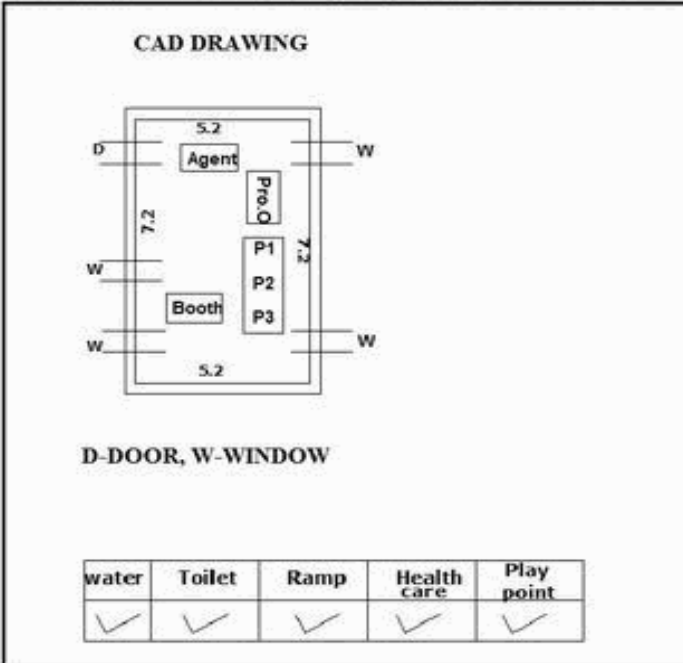 CAD DRAWING
5.2
D
W
Agent
Pro.O
7.2
7.2
P1
W
P2
Booth
P3
W
W
5.2
D-DOOR, W-WINDOW
water Toilet Ramp Health care Play point